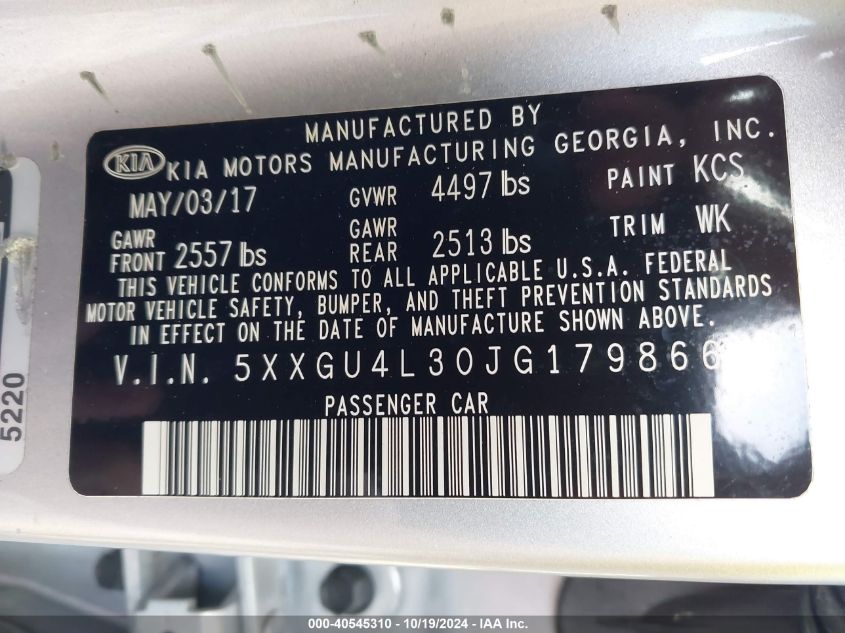 MANUFACTURED BY
KIA KIA MOTORS MANUFACTURING GEORGIA, INC.
MAY/03/17 GVWR 4497 lbs PAINT KCS
GAWR FRONT 2557 lbs GAWR REAR 2513 lbs TRIM WK
THIS VEHICLE CONFORMS TO ALL APPLICABLE U.S.A. FEDERAL
MOTOR VEHICLE SAFETY, BUMPER, AND THEFT PREVENTION STANDARDS
IN EFFECT ON THE DATE OF MANUFACTURE SHOWN ABOVE.
V.I.N. 5XXGU4L30JG179866
PASSENGER CAR
5220
000-40545310 - 10/19/2024 - IAA Inc.